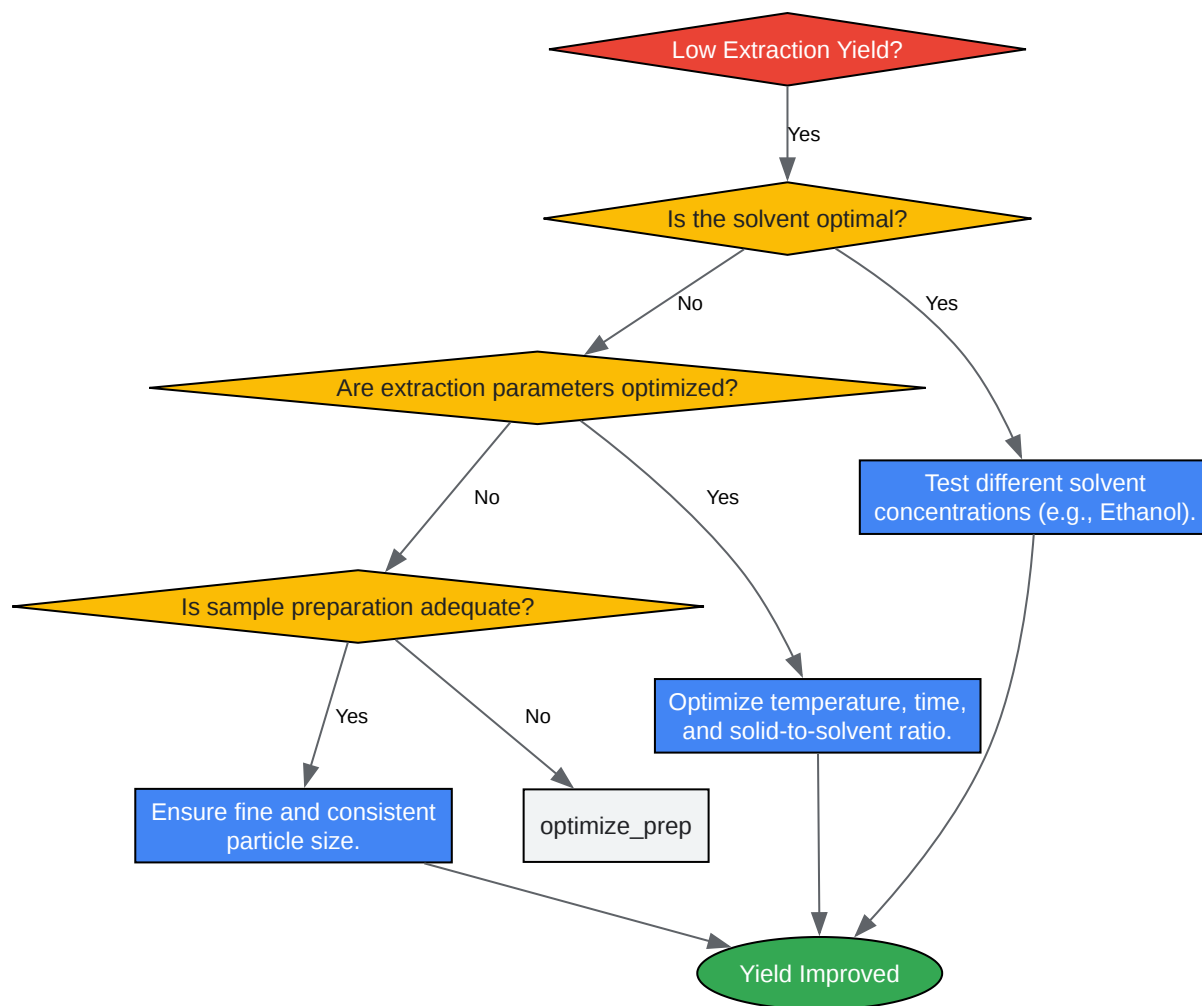 Low Extraction Yield?
Yes
Is the solvent optimal?
No
Yes
Are extraction parameters optimized?
Test different solvent
concentrations (e.g., Ethanol).
No
Yes
Is sample preparation adequate?
Optimize temperature, time,
and solid-to-solvent ratio.
Yes
No
Ensure fine and consistent
particle size.
optimize_prep
Yield Improved